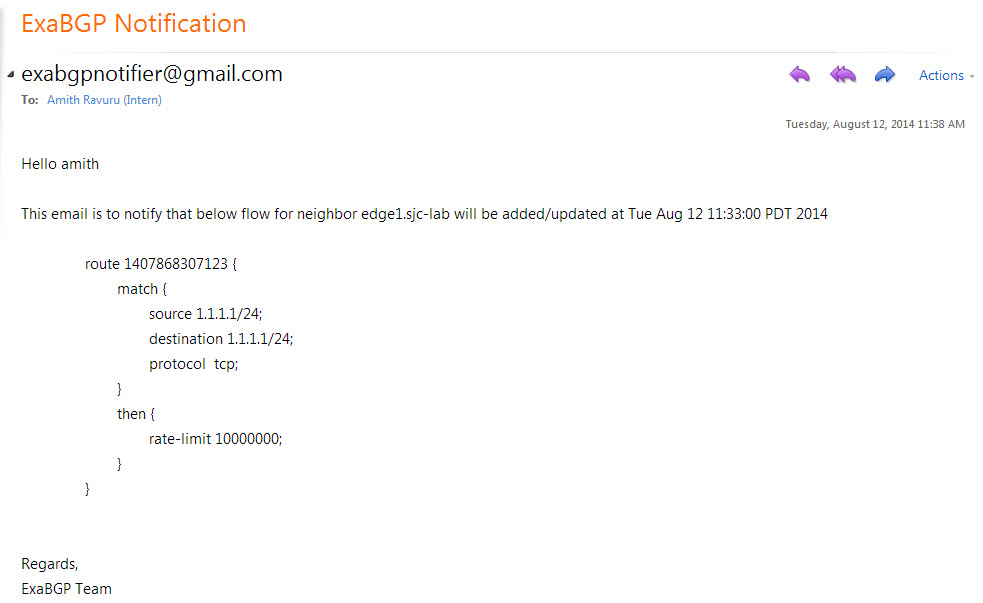 ExaBGP Notification
exabgpnotifier@gmail.com
Actions
To: Amith Ravuru (Intern)
Tuesday, August 12, 2014 11:38 AM
Hello amith
This email is to notify that below flow for neighbor edge1.sjc-lab will be added/updated at Tue Aug 12 11:33:00 PDT 2014
route 1407868307123 {
match {
source 1.1.1.1/24;
destination 1.1.1.1/24;
protocol  tcp;
}
then {
rate-limit 10000000;
}
}
Regards,
ExaBGP Team